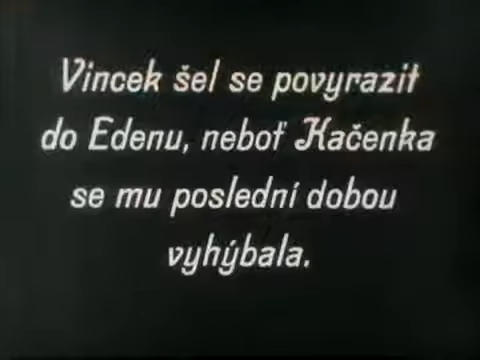 Vincek šel se povyrazit
do Edenu, neboť Kačenka
se mu poslední dobou
vyhýbala.